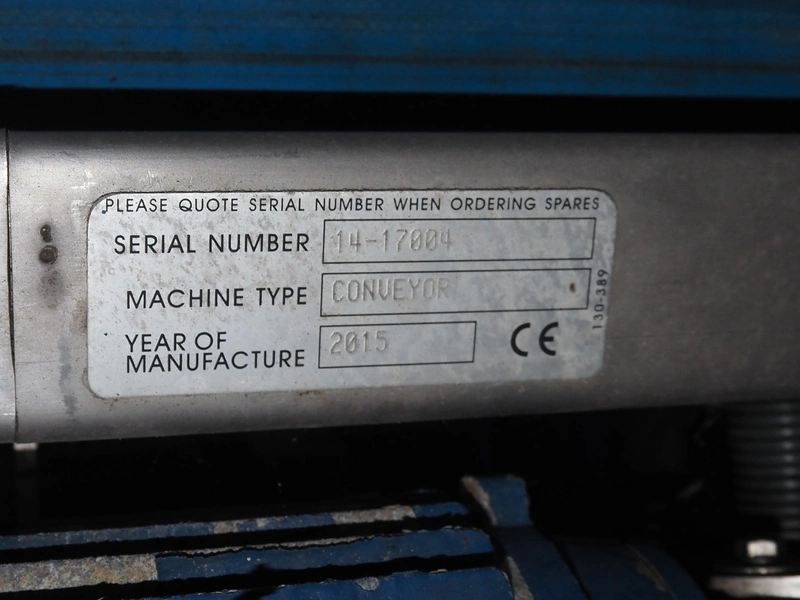 PLEASE QUOTE SERIAL NUMBER WHEN ORDERING SPARES
SERIAL NUMBER 14-17004
MACHINE TYPE CONVEYOR
YEAR OF
MANUFACTURE 2015
CE
130-389